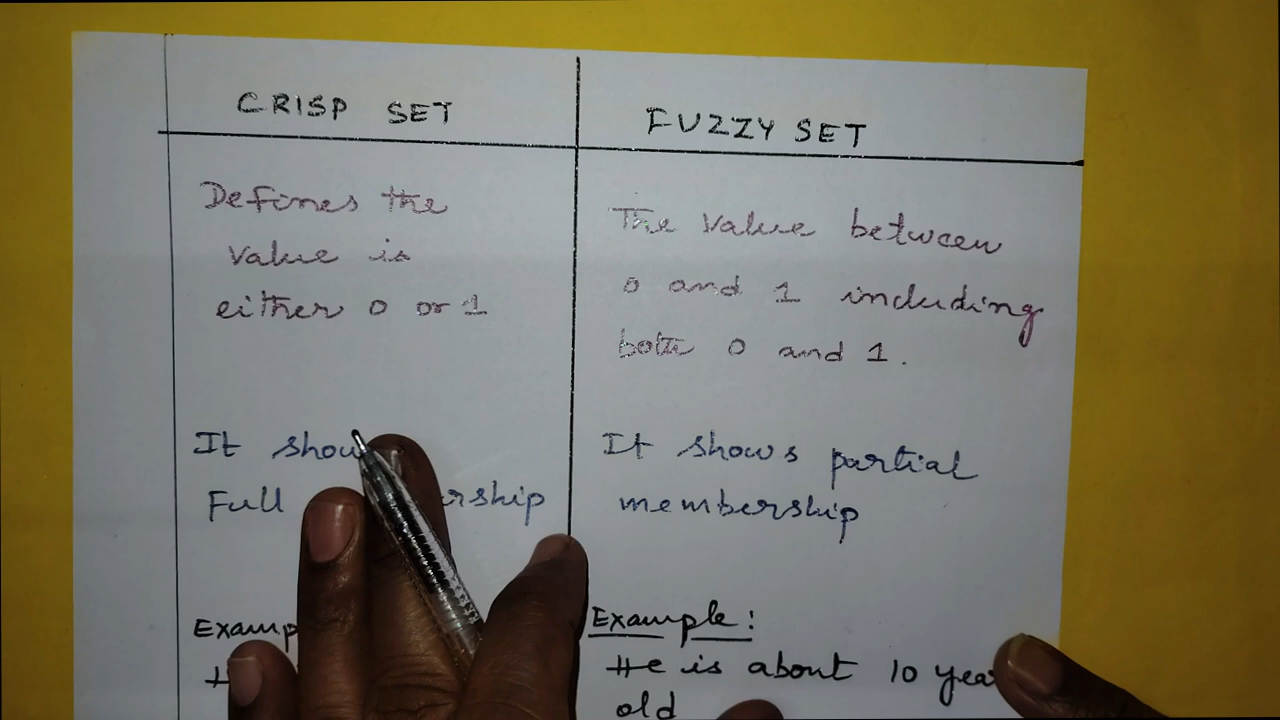 CRISP SET
Defines the
value is
either 0 or 1
It show
Full
Examp
FUZZY SET
The value between
0 and 1 including
both 0 and 1.
It shows partial
membership
Example:
He is about 10 yea
old